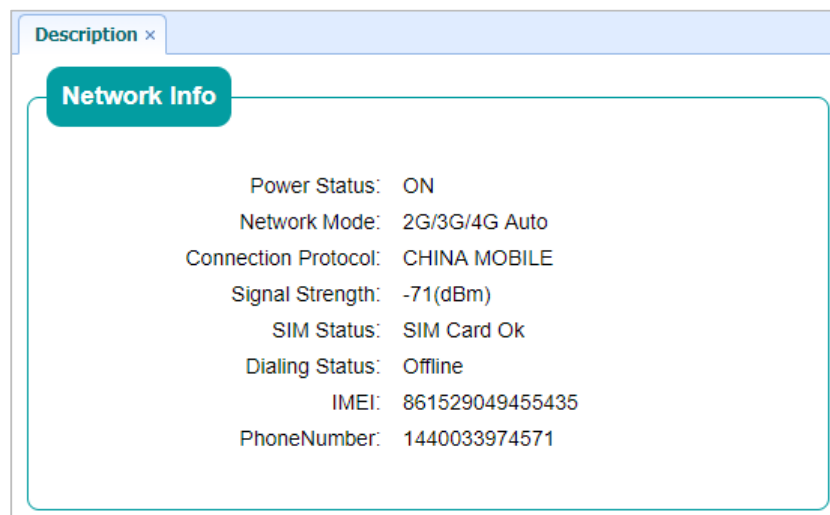 Description ×
Network Info
Power Status: ON
Network Mode: 2G/3G/4G Auto
Connection Protocol: CHINA MOBILE
Signal Strength: -71(dBm)
SIM Status: SIM Card Ok
Dialing Status: Offline
IMEI: 861529049455435
PhoneNumber: 1440033974571